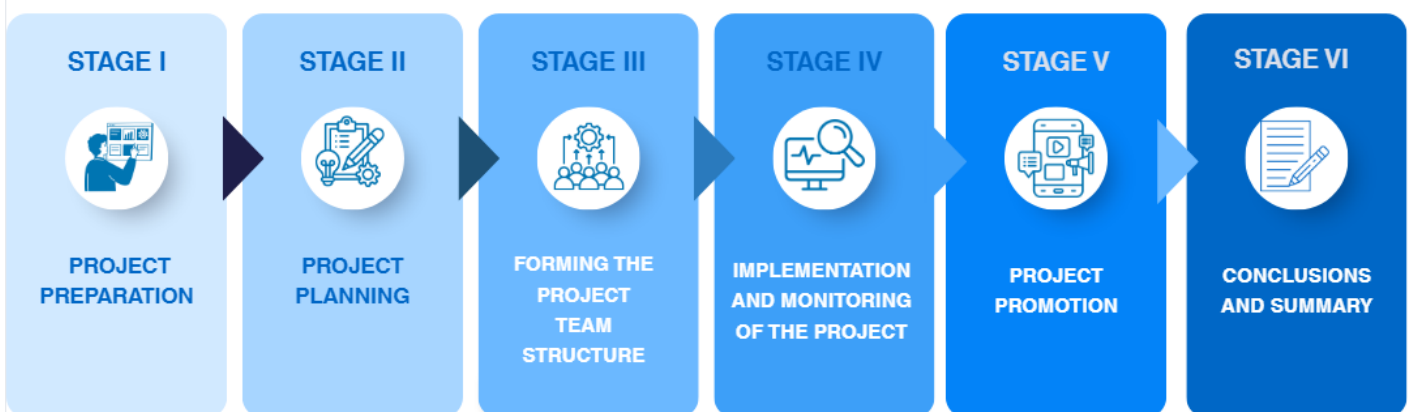 STAGE I
PROJECT
PREPARATION
STAGE II
PROJECT
PLANNING
STAGE III
FORMING THE
PROJECT
TEAM
STRUCTURE
STAGE IV
IMPLEMENTATION
AND MONITORING
OF THE PROJECT
STAGE V
PROJECT
PROMOTION
STAGE VI
CONCLUSIONS
AND SUMMARY